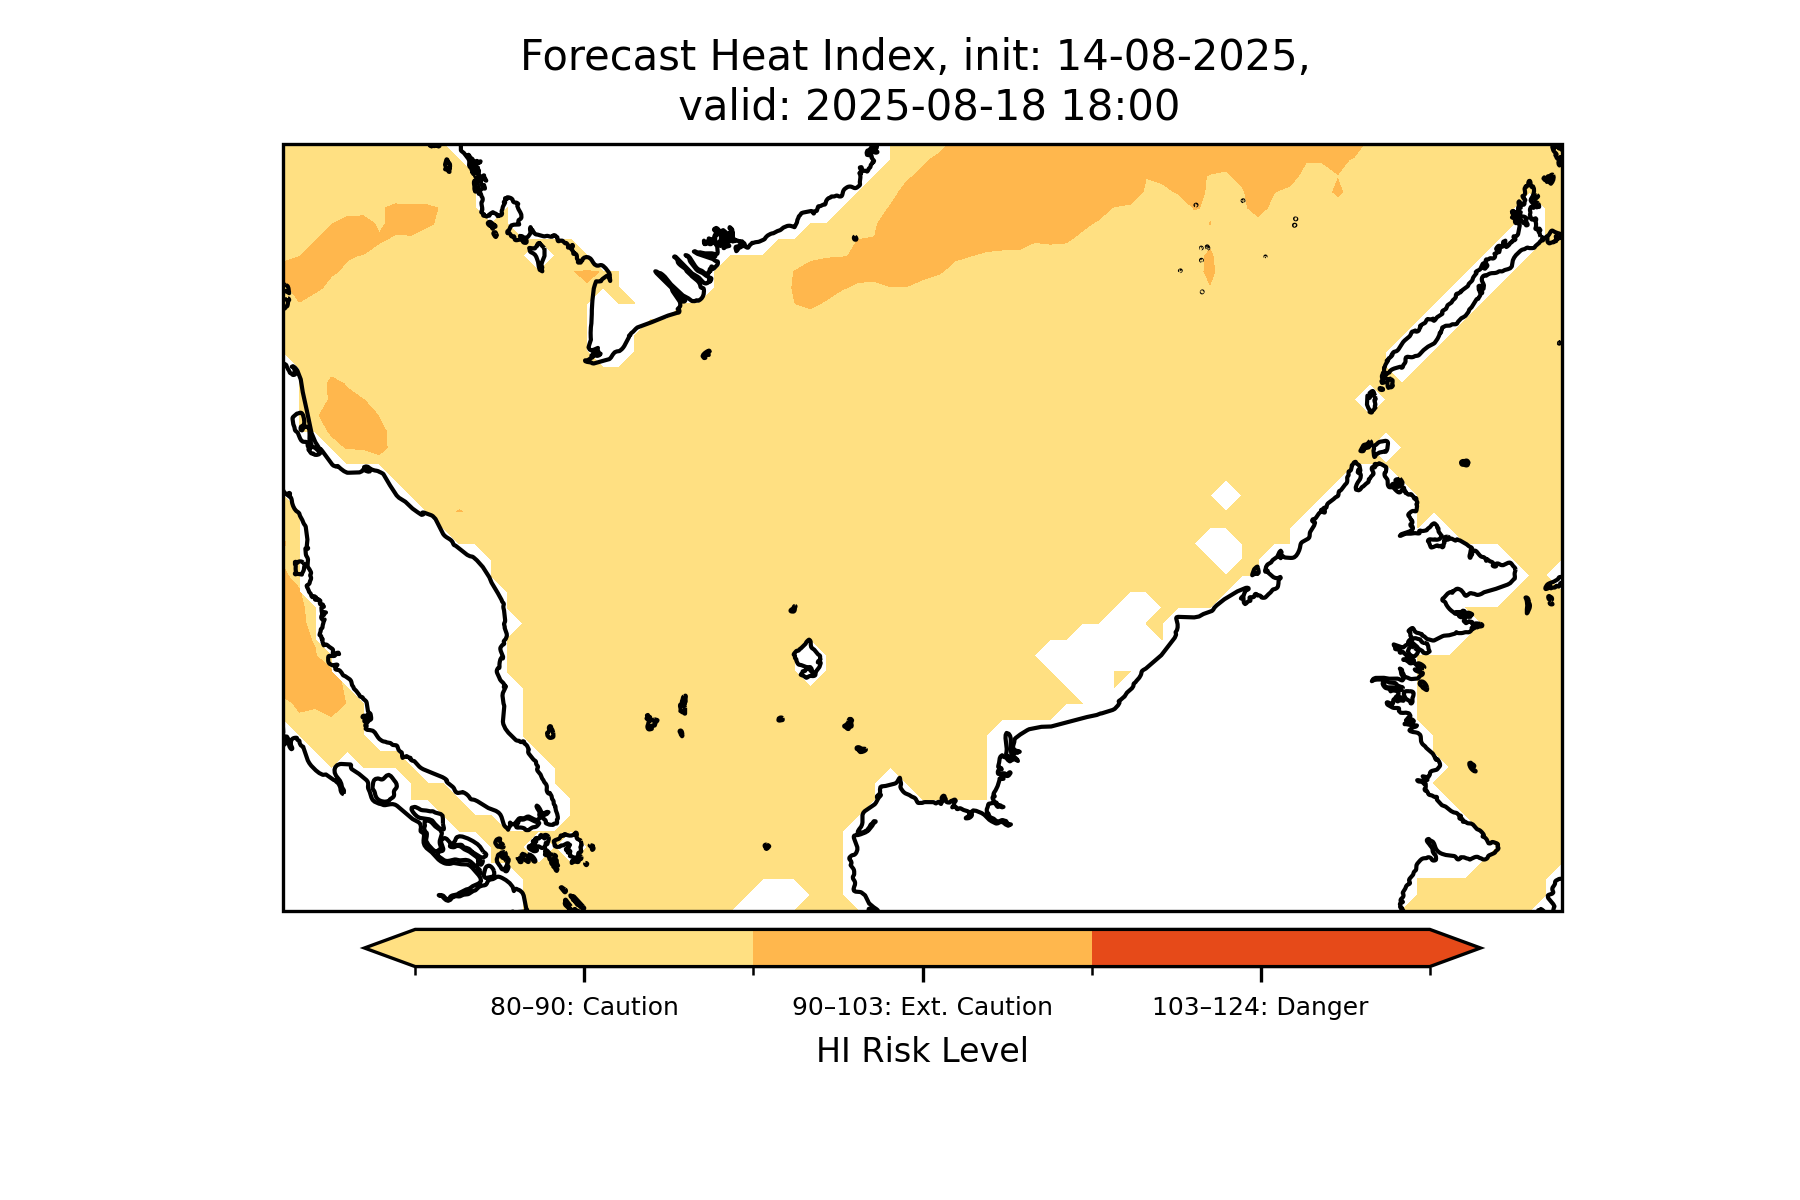 Forecast Heat Index, init: 14-08-2025,
valid: 2025-08-18 18:00
80–90: Caution
90–103: Ext. Caution
103–124: Danger
HI Risk Level